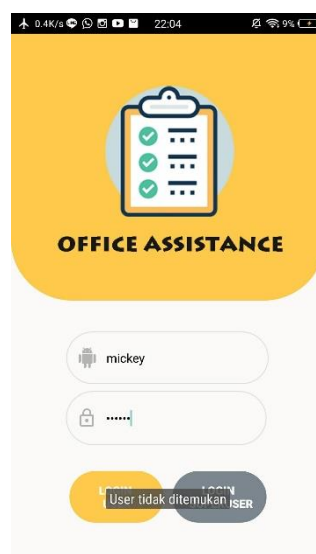 0.4K/s 22:04 9%
OFFICE ASSISTANCE
mickey
••••••
LOGIN LOGIN
User tidak ditemukan
USER